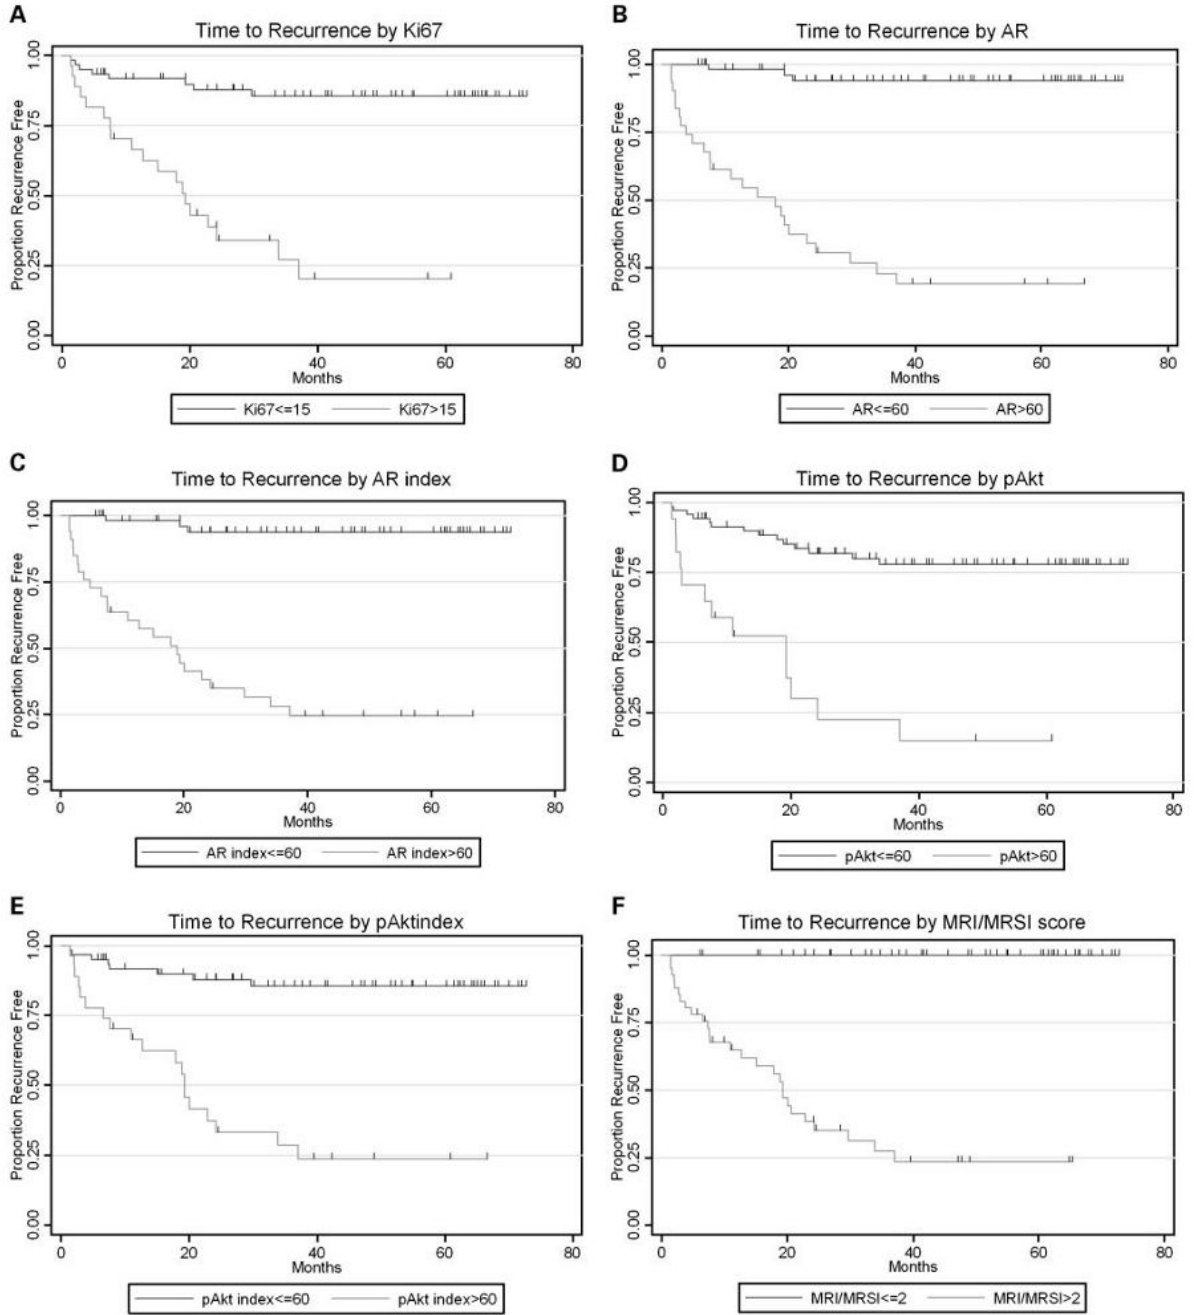 A
Time to Recurrence by Ki67
Proportion Recurrence Free
1.00
0.75
0.50
0.25
0.00
0 20 40 60 80
Months
Ki67<=15 Ki67>15
B
Time to Recurrence by AR
Proportion Recurrence Free
1.00
0.75
0.50
0.25
0.00
0 20 40 60 80
Months
AR<=60 AR>60
C
Time to Recurrence by AR index
Proportion Recurrence Free
1.00
0.75
0.50
0.25
0.00
0 20 40 60 80
Months
AR index<=60 AR index>60
D
Time to Recurrence by pAkt
Proportion Recurrence Free
1.00
0.75
0.50
0.25
0.00
0 20 40 60 80
Months
pAkt<=60 pAkt>60
E
Time to Recurrence by pAktindex
Proportion Recurrence Free
1.00
0.75
0.50
0.25
0.00
0 20 40 60 80
Months
pAkt index<=60 pAkt index>60
F
Time to Recurrence by MRI/MRSI score
Proportion Recurrence Free
1.00
0.75
0.50
0.25
0.00
0 20 40 60 80
Months
MRI/MRSI<=2 MRI/MRSI>2